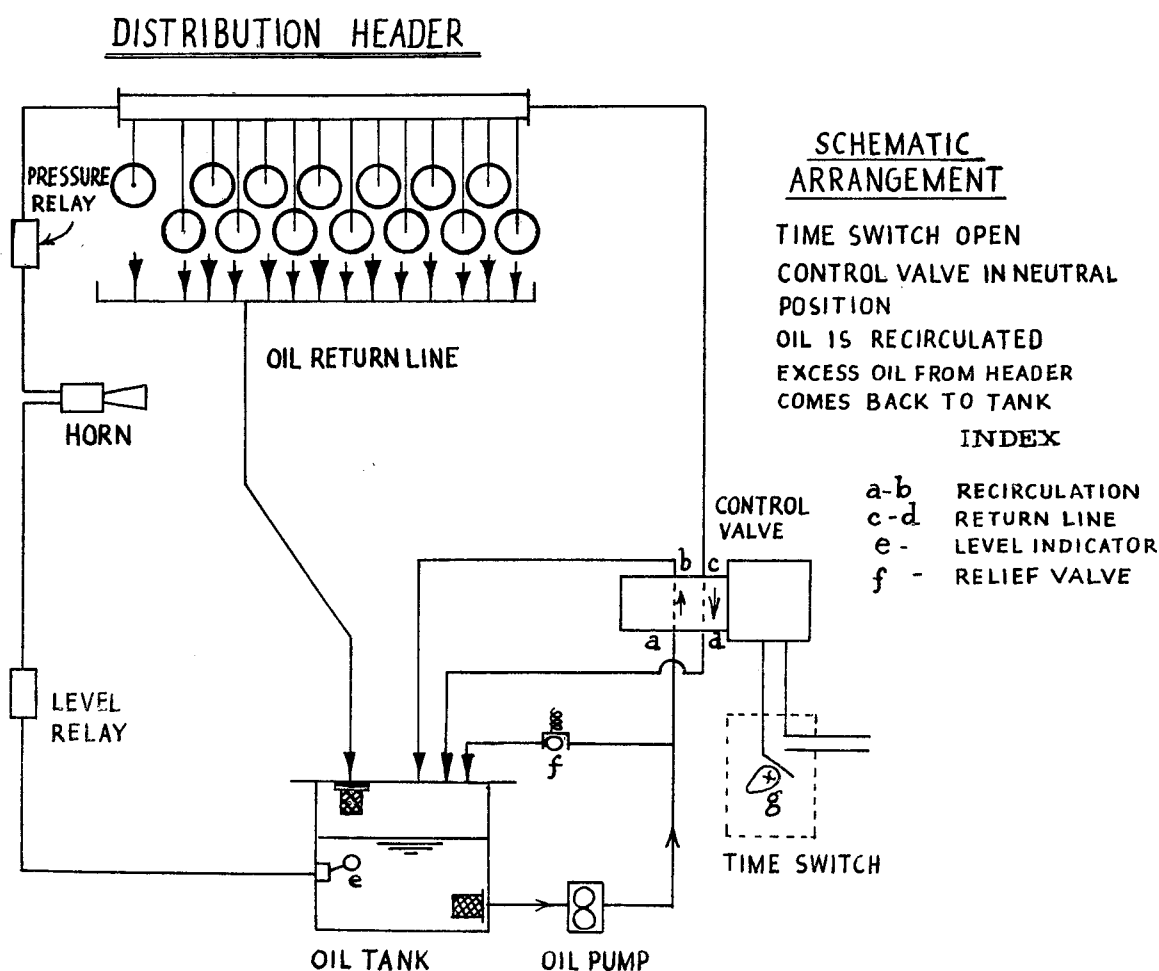 DISTRIBUTION HEADER
PRESSURE
RELAY
SCHEMATIC
ARRANGEMENT
TIME SWITCH OPEN
CONTROL VALVE IN NEUTRAL
POSITION
OIL IS RECIRCULATED
EXCESS OIL FROM HEADER
COMES BACK TO TANK
INDEX
a-b RECIRCULATION
c-d RETURN LINE
e - LEVEL INDICATOR
f - RELIEF VALVE
OIL RETURN LINE
HORN
CONTROL
VALVE
b c
a d
LEVEL
RELAY
f
g
TIME SWITCH
e
OIL TANK
OIL PUMP